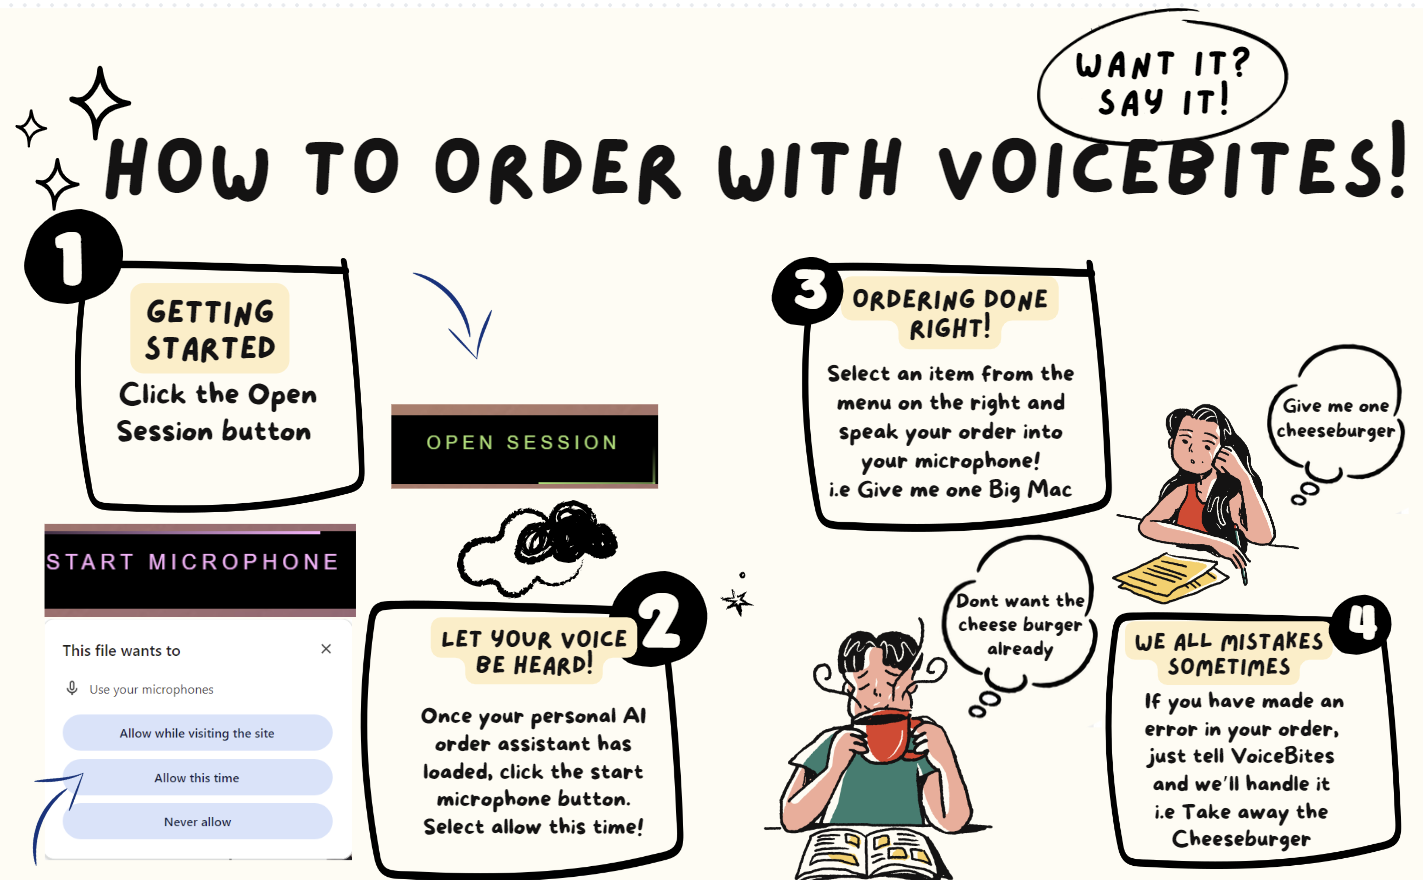 WANT IT?
SAY IT!
HOW TO ORDER WITH VOICEBITES!
1
GETTING
STARTED
Click the Open
Session button
OPEN SESSION
START MICROPHONE
This file wants to
Use your microphones
Allow while visiting the site
Allow this time
Never allow
2
LET YOUR VOICE
BE HEARD!
Once your personal AI
order assistant has
loaded, click the start
microphone button.
Select allow this time!
3
ORDERING DONE
RIGHT!
Select an item from the
menu on the right and
speak your order into
your microphone!
i.e Give me one Big Mac
Give me one
cheeseburger
Dont want the
cheese burger
already
4
WE ALL MISTAKES
SOMETIMES
If you have made an
error in your order,
just tell VoiceBites
and we'll handle it
i.e Take away the
Cheeseburger